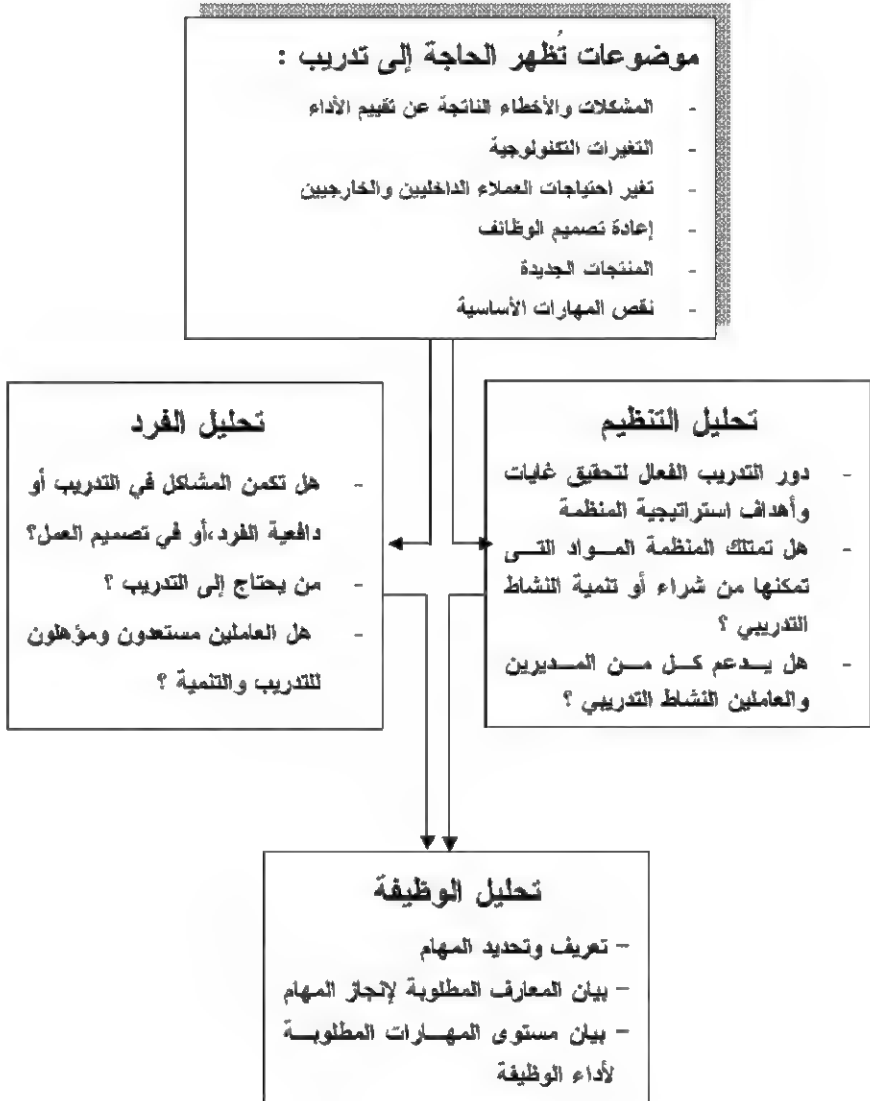 موضوعات تُظهر الحاجة إلى تدريب :
- المشكلات والأخطاء الناتجة عن تقييم الأداء
- التغيرات التكنولوجية
- تغير احتياجات العملاء الداخليين والخارجيين
- إعادة تصميم الوظائف
- المنتجات الجديدة
- نقص المهارات الأساسية
تحليل التنظيم
- دور التدريب الفعال لتحقيق غايات
وأهداف استراتيجية المنظمة
- هل تمتلك المنظمة المواد التى
تمكنها من شراء أو تنمية النشاط
التدريبي ؟
- هل يدعم كل من المديرين
والعاملين النشاط التدريبي ؟
تحليل الفرد
- هل تكمن المشاكل في التدريب أو
دافعية الفرد،أو في تصميم العمل؟
- من يحتاج إلى التدريب ؟
- هل العاملين مستعدون ومؤهلون
للتدريب والتنمية ؟
تحليل الوظيفة
- تعريف وتحديد المهام
- بيان المعارف المطلوبة لإنجاز المهام
- بيان مستوى المهارات المطلوبة
لأداء الوظيفة